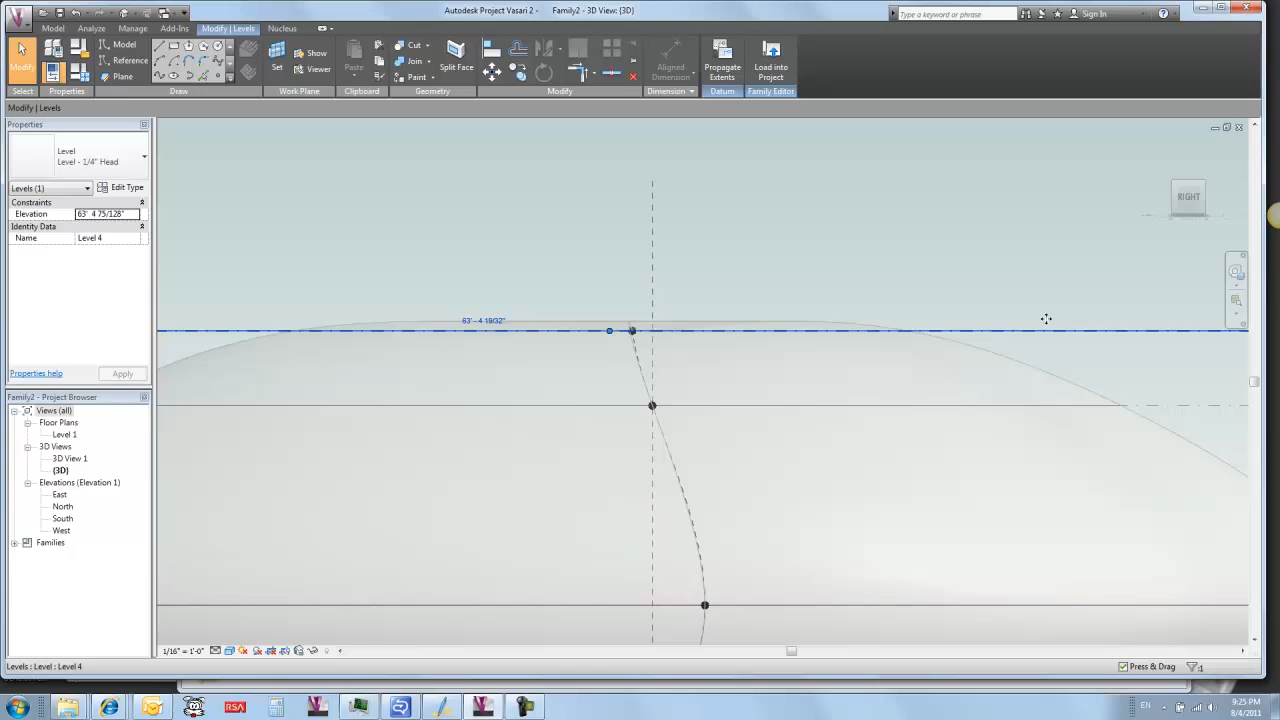 Autodesk Project Vasari 2 - Family2 - 3D View: {3D}
Type a keyword or phrase
Sign In
Model Analyze Manage Add-Ins Modify | Levels Nucleus
Modify
Model
Reference
Plane
Set
Show
Viewer
Paste
Cut
Join
Paint
Split Face
Aligned
Dimension
Propagate
Extents
Load into
Project
Select Properties Draw Work Plane Clipboard Geometry Modify Dimension Datum Family Editor
Modify | Levels
Properties
Level
Level - 1/4" Head
Levels (1)
Edit Type
Constraints
Elevation 63' 4 75/128"
Identity Data
Name Level 4
Properties help
Apply
Family2 - Project Browser
Views (all)
Floor Plans
Level 1
3D Views
3D View 1
{3D}
Elevations (Elevation 1)
East
North
South
West
Families
63' - 4 19/32"
RIGHT
1/16" = 1'-0"
Levels : Level : Level 4
Press & Drag
:1
RSA
EN
9:25 PM
8/4/2011